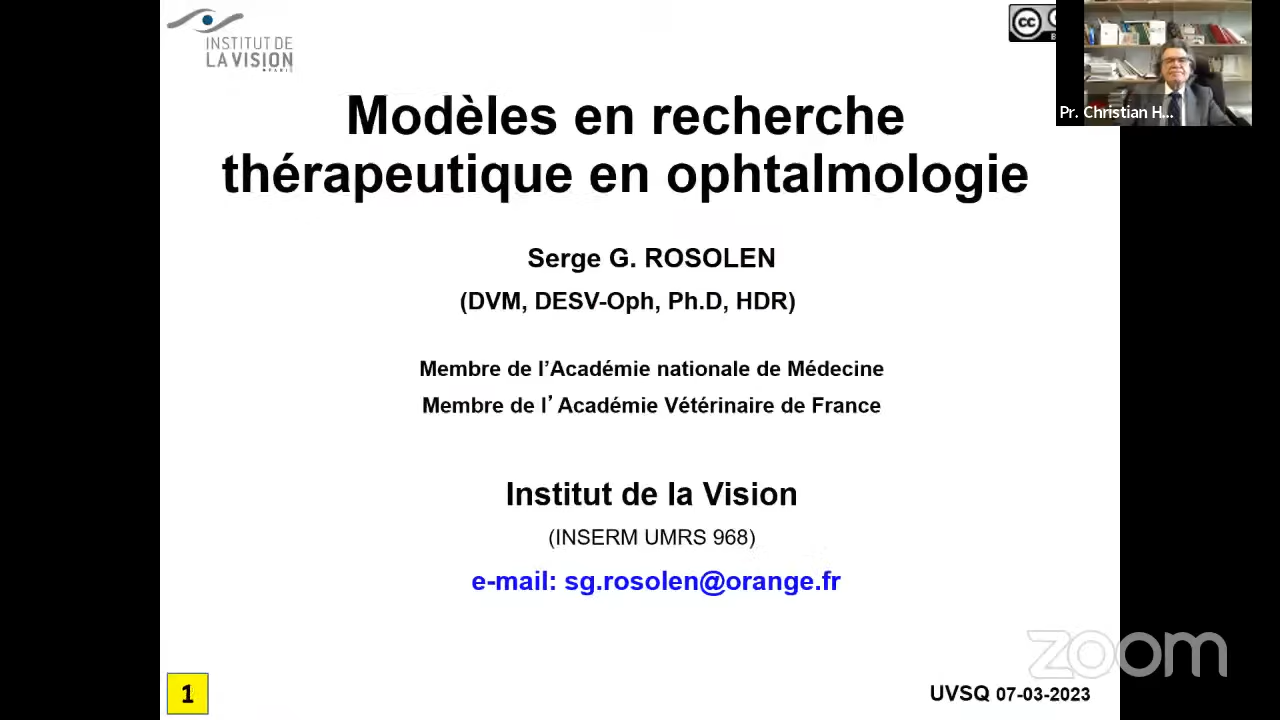 INSTITUT DE
LA VISION
PARIS
cc
Pr. Christian H...
Modèles en recherche
thérapeutique en ophtalmologie
Serge G. ROSOLEN
(DVM, DESV-Oph, Ph.D, HDR)
Membre de l’Académie nationale de Médecine
Membre de l’ Académie Vétérinaire de France
Institut de la Vision
(INSERM UMRS 968)
e-mail: sg.rosolen@orange.fr
zoom
1
UVSQ 07-03-2023